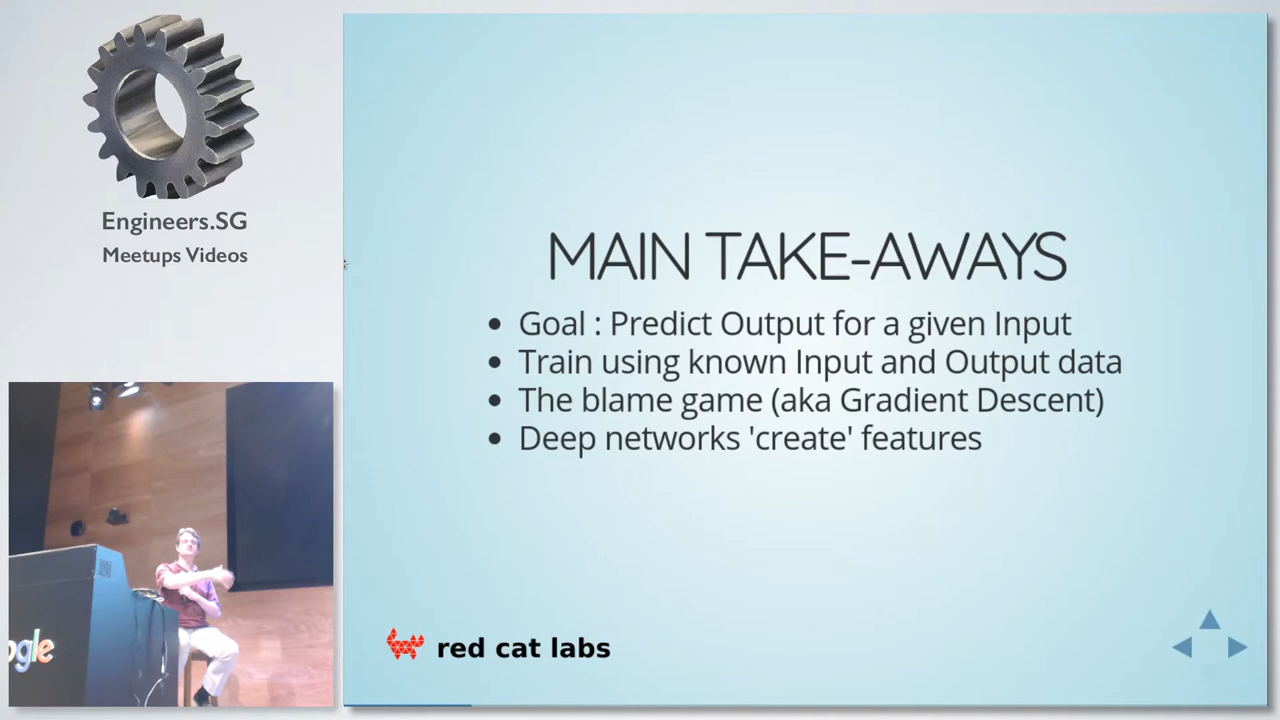 Engineers.SG
Meetups Videos
MAIN TAKE-AWAYS
• Goal : Predict Output for a given Input
• Train using known Input and Output data
• The blame game (aka Gradient Descent)
• Deep networks 'create' features
red cat labs
ogle